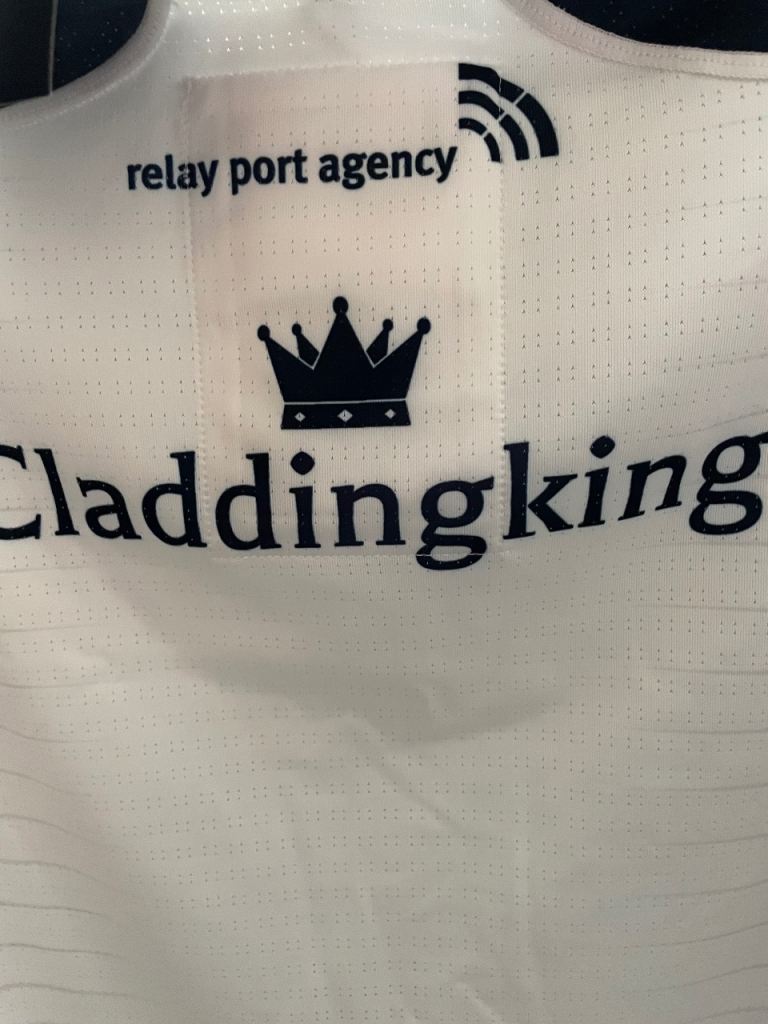 relay port agency
Claddingking